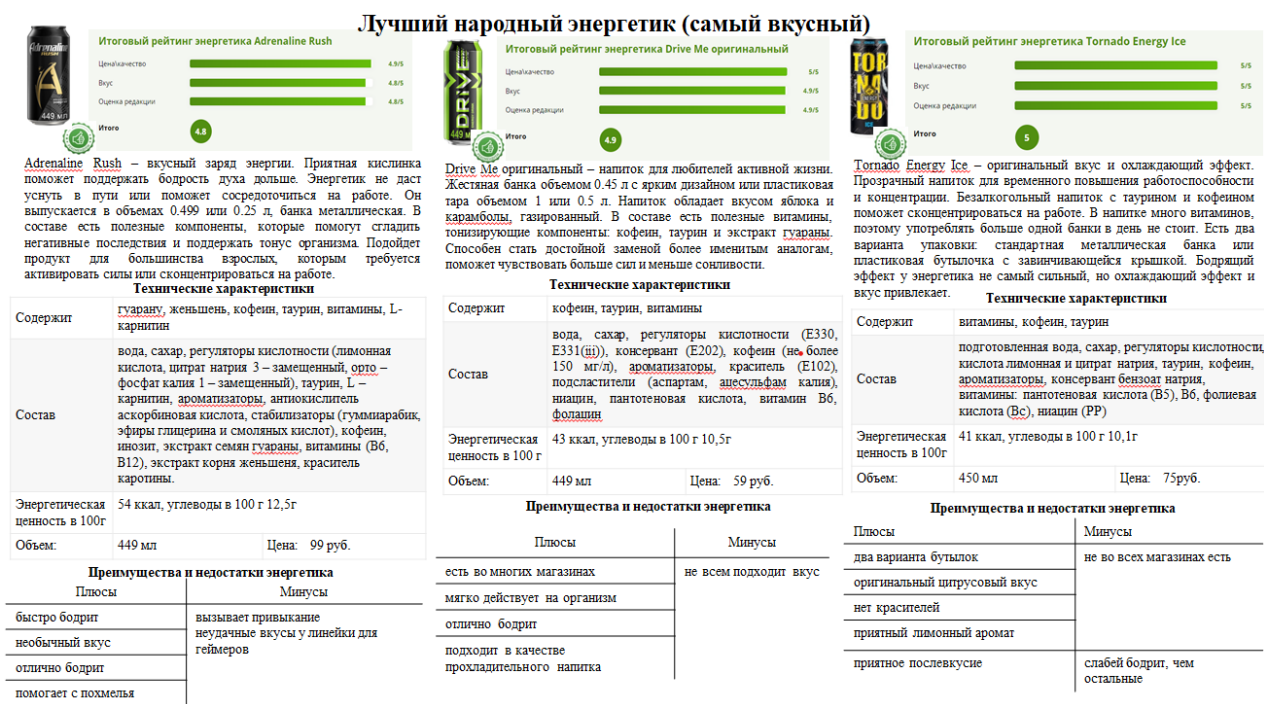 Лучший народный энергетик (самый вкусный)
Adrenaline
A
449 мл
Итоговый рейтинг энергетика Adrenaline Rush
Цена\качество 4.9/5
Вкус 4.8/5
Оценка редакции 4.8/5
Итого 4.8
Adrenaline Rush – вкусный заряд энергии. Приятная кислинка
поможет поддержать бодрость духа дольше. Энергетик не даст
уснуть в пути или поможет сосредоточиться на работе. Он
выпускается в объемах 0.499 или 0.25 л, банка металлическая. В
составе есть полезные компоненты, которые помогут сгладить
негативные последствия и поддержать тонус организма. Подойдет
продукт для большинства взрослых, которым требуется
активировать силы или сконцентрироваться на работе.
Технические характеристики
Содержит гуарану, женьшень, кофеин, таурин, витамины, L-
карнитин
Состав вода, сахар, регуляторы кислотности (лимонная
кислота, цитрат натрия 3 – замещенный, орто –
фосфат калия 1 – замещенный), таурин, L –
карнитин, ароматизаторы, антиокислитель
аскорбиновая кислота, стабилизаторы (гуммиарабик,
эфиры глицерина и смоляных кислот), кофеин,
инозит, экстракт семян гуараны, витамины (B6,
B12), экстракт корня женьшеня, краситель
каротины.
Энергетическая ценность в 100г 54 ккал, углеводы в 100 г 12,5г
Объем: 449 мл Цена: 99 руб.
Преимущества и недостатки энергетика
Плюсы Минусы
быстро бодрит вызывает привыкание
неудачные вкусы у линейки для
геймеров
необычный вкус
отлично бодрит
помогает с похмелья
DRIVE
449 м
Итоговый рейтинг энергетика Drive Me оригинальный
Цена\качество 5/5
Вкус 4.9/5
Оценка редакции 4.9/5
Итого 4.9
Drive Me оригинальный – напиток для любителей активной жизни.
Жестяная банка объемом 0.45 л с ярким дизайном или пластиковая
тара объемом 1 или 0.5 л. Напиток обладает вкусом яблока и
карамболы, газированный. В составе есть полезные витамины,
тонизирующие компоненты: кофеин, таурин и экстракт гуараны.
Способен стать достойной заменой более именитым аналогам,
поможет чувствовать больше сил и меньше сонливости.
Технические характеристики
Содержит кофеин, таурин, витамины
Состав вода, сахар, регуляторы кислотности (E330,
E331(iii)), консервант (E202), кофеин (не более
150 мг/л), ароматизаторы, краситель (E102),
подсластители (аспартам, ацесульфам калия),
ниацин, пантотеновая кислота, витамин B6,
фолацин
Энергетическая ценность в 100 г 43 ккал, углеводы в 100 г 10,5г
Объем: 449 мл Цена: 59 руб.
Преимущества и недостатки энергетика
Плюсы Минусы
есть во многих магазинах не всем подходит вкус
мягко действует на организм
отлично бодрит
подходит в качестве
прохладительного напитка
TOR
NA
DO
ENERGY
Итоговый рейтинг энергетика Tornado Energy Ice
Цена\качество 5/5
Вкус 5/5
Оценка редакции 5/5
Итого 5
Tornado Energy Ice – оригинальный вкус и охлаждающий эффект.
Прозрачный напиток для временного повышения работоспособности
и концентрации. Безалкогольный напиток с таурином и кофеином
поможет сконцентрироваться на работе. В напитке много витаминов,
поэтому употреблять больше одной банки в день не стоит. Есть два
варианта упаковки: стандартная металлическая банка или
пластиковая бутылочка с завинчивающейся крышкой. Бодрящий
эффект у энергетика не самый сильный, но охлаждающий эффект и
вкус привлекает.
Технические характеристики
Содержит витамины, кофеин, таурин
Состав подготовленная вода, сахар, регуляторы кислотности,
кислота лимонная и цитрат натрия, таурин, кофеин,
ароматизаторы, консервант бензоат натрия,
витамины: пантотеновая кислота (B5), B6, фолиевая
кислота (Bc), ниацин (PP)
Энергетическая ценность в 100г 41 ккал, углеводы в 100 г 10,1г
Объем: 450 мл Цена: 75руб.
Преимущества и недостатки энергетика
Плюсы Минусы
два варианта бутылок не во всех магазинах есть
оригинальный цитрусовый вкус
нет красителей
приятный лимонный аромат
приятное послевкусие слабей бодрит, чем
остальные